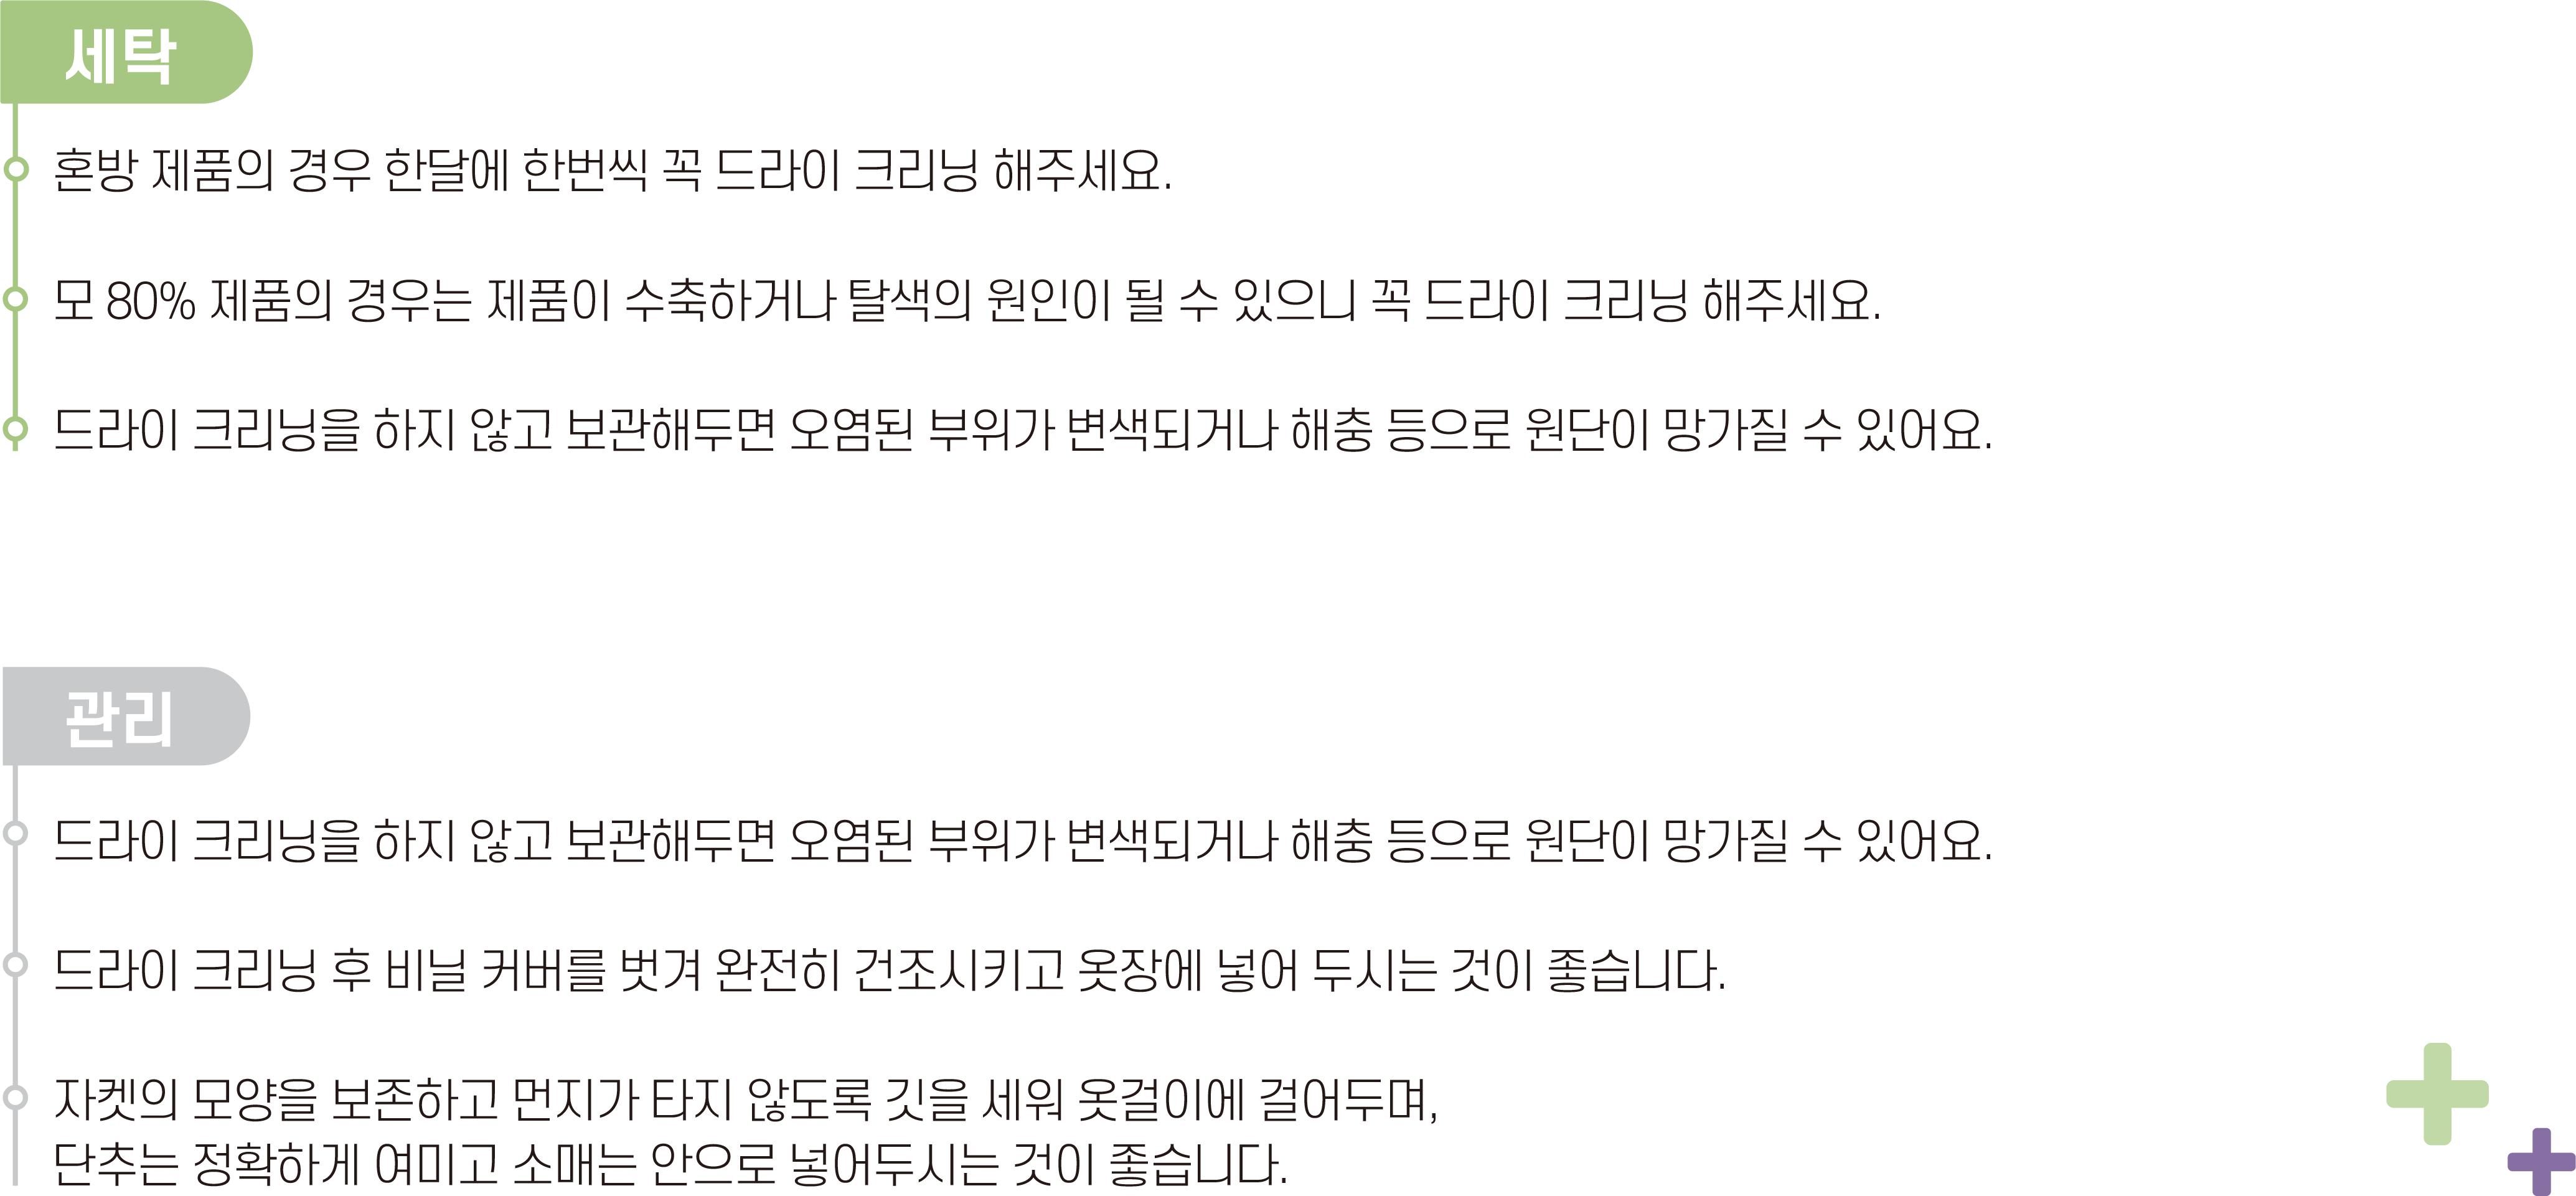 세탁
혼방 제품의 경우 한달에 한번씩 꼭 드라이 크리닝 해주세요.
모 80% 제품의 경우는 제품이 수축하거나 탈색의 원인이 될 수 있으니 꼭 드라이 크리닝 해주세요.
드라이 크리닝을 하지 않고 보관해두면 오염된 부위가 변색되거나 해충 등으로 원단이 망가질 수 있어요.
관리
드라이 크리닝을 하지 않고 보관해두면 오염된 부위가 변색되거나 해충 등으로 원단이 망가질 수 있어요.
드라이 크리닝 후 비닐 커버를 벗겨 완전히 건조시키고 옷장에 넣어 두시는 것이 좋습니다.
자켓의 모양을 보존하고 먼지가 타지 않도록 깃을 세워 옷걸이에 걸어두며,
단추는 정확하게 여미고 소매는 안으로 넣어두시는 것이 좋습니다.